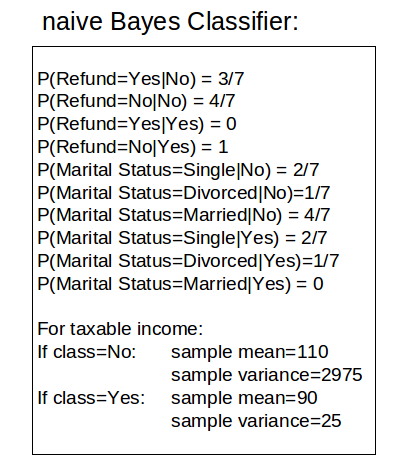 naive Bayes Classifier:
P(Refund=Yes|No) = 3/7
P(Refund=No|No) = 4/7
P(Refund=Yes|Yes) = 0
P(Refund=No|Yes) = 1
P(Marital Status=Single|No) = 2/7
P(Marital Status=Divorced|No)=1/7
P(Marital Status=Married|No) = 4/7
P(Marital Status=Single|Yes) = 2/7
P(Marital Status=Divorced|Yes)=1/7
P(Marital Status=Married|Yes) = 0
For taxable income:
If class=No: sample mean=110
sample variance=2975
If class=Yes: sample mean=90
sample variance=25